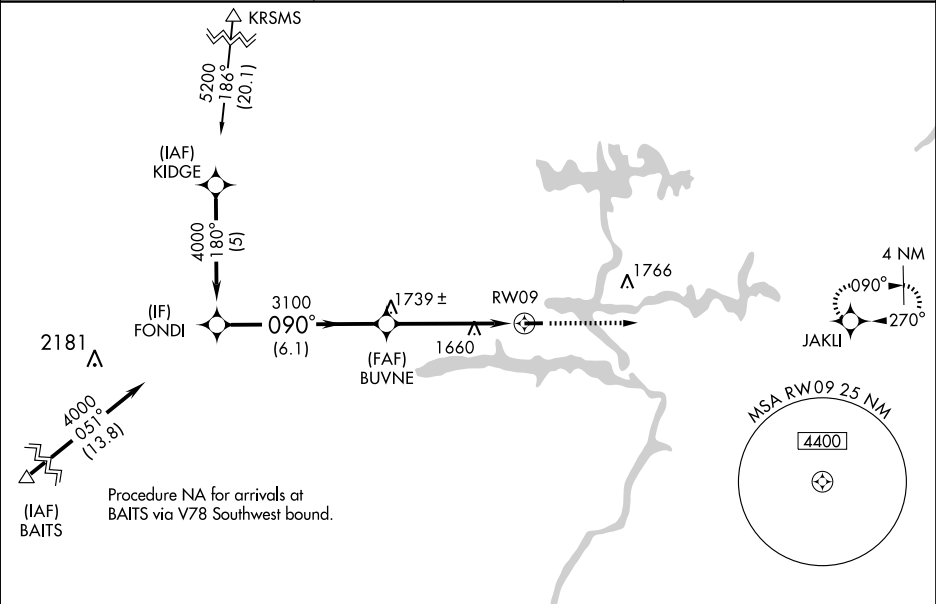 KRSMS
5200
186°
(20.1)
(IAF)
KIDGE
4000
180°
(5)
(IF)
FONDI
3100
090°
(6.1)
1739 ±
(FAF)
BUVNE
1660
RW09
1766
4 NM
090°
270°
JAKLI
2181
4000
051°
(13.8)
(IAF)
BAITS
Procedure NA for arrivals at
BAITS via V78 Southwest bound.
MSA RW09 25 NM
4400